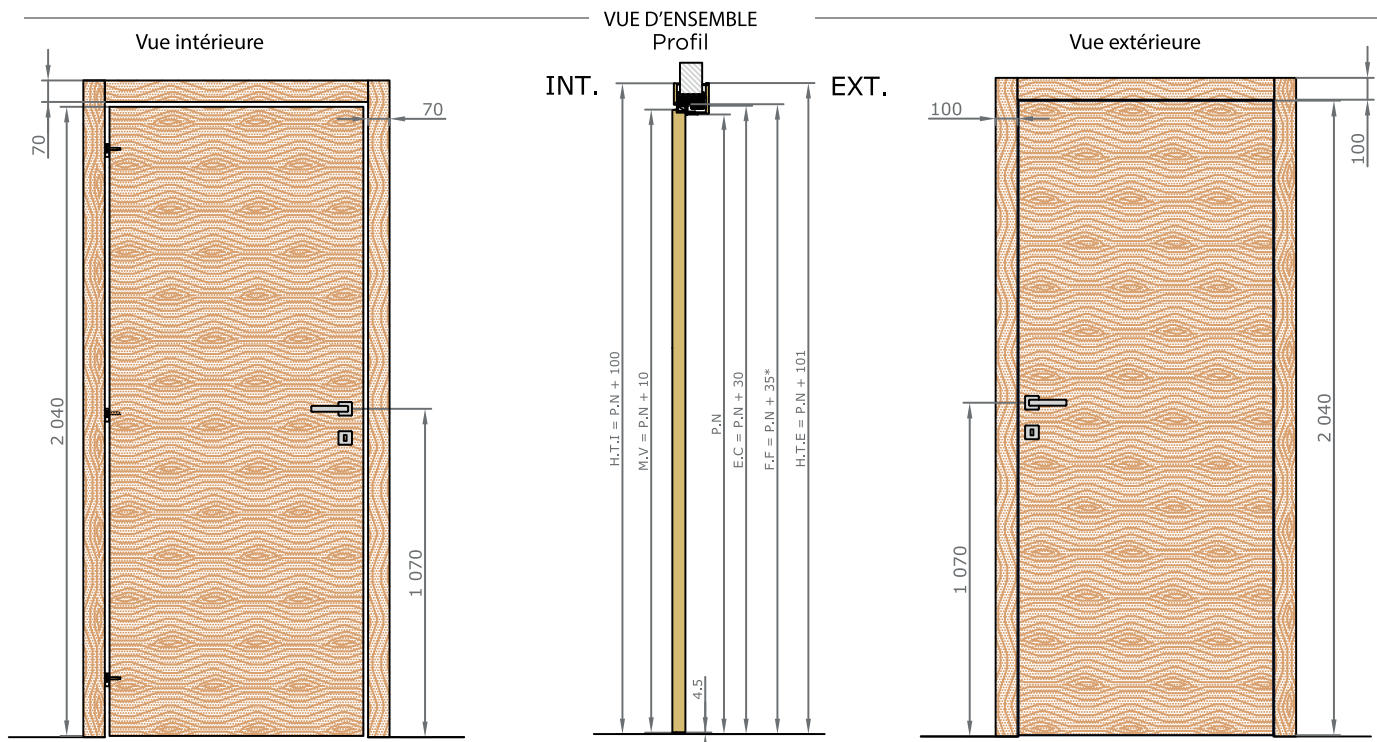 VUE D'ENSEMBLE
Vue intérieure
Profil
Vue extérieure
INT.
EXT.
70
70
2 040
1 070
H.T.I = P.N + 100
M.V = P.N + 10
P.N
E.C = P.N + 30
F.F = P.N + 35*
H.T.E = P.N + 101
4.5
100
100
1 070
2 040